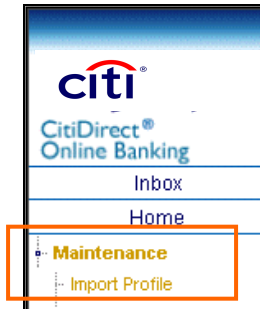 citi®
CitiDirect®
Online Banking
Inbox
Home
Maintenance
Import Profile